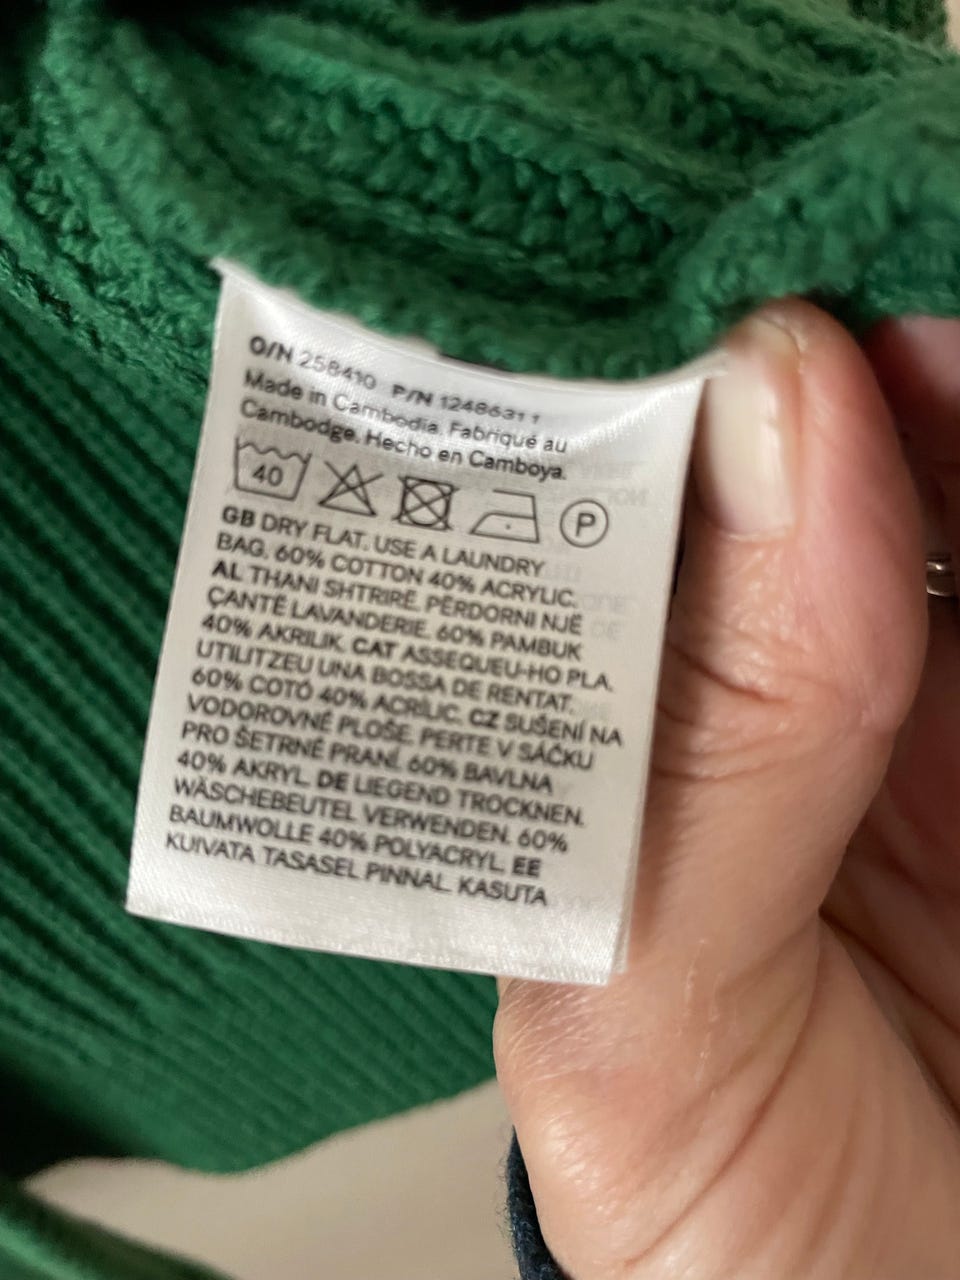 O/N 258410 P/N 12486311
Made in Cambodia. Fabriqué au
Cambodge. Hecho en Camboya.
40 P
GB DRY FLAT. USE A LAUNDRY
BAG. 60% COTTON 40% ACRYLIC.
AL THANI SHTRIRË. PËRDORNI NJË
ÇANTË LAVANDERIE. 60% PAMBUK
40% AKRILIK. CAT ASSEQUEU-HO PLA.
UTILITZEU UNA BOSSA DE RENTAT.
60% COTÓ 40% ACRÍLIC. CZ SUŠENÍ NA
VODOROVNÉ PLOŠE. PERTE V SÁČKU
PRO ŠETRNÉ PRANÍ. 60% BAVLNA
40% AKRYL. DE LIEGEND TROCKNEN.
WÄSCHEBEUTEL VERWENDEN. 60%
BAUMWOLLE 40% POLYACRYL. EE
KUIVATA TASASEL PINNAL. KASUTA